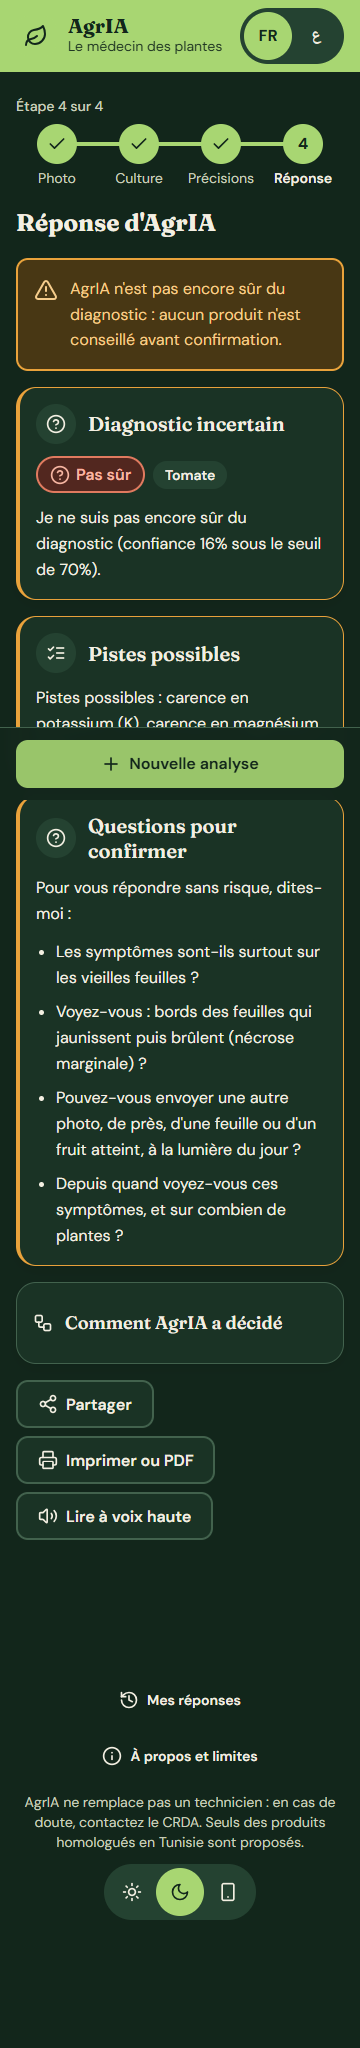 AgrIA
Le médecin des plantes
FR
ع
Étape 4 sur 4
4
Photo
Culture
Précisions
Réponse
Réponse d'AgrIA
AgrIA n'est pas encore sûr du
diagnostic : aucun produit n'est
conseillé avant confirmation.
Diagnostic incertain
Pas sûr
Tomate
Je ne suis pas encore sûr du
diagnostic (confiance 16% sous le seuil
de 70%).
Pistes possibles
Pistes possibles : carence en
potassium (K), carence en magnésium
Nouvelle analyse
Questions pour
confirmer
Pour vous répondre sans risque, dites-
moi :
Les symptômes sont-ils surtout sur
les vieilles feuilles ?
Voyez-vous : bords des feuilles qui
jaunissent puis brûlent (nécrose
marginale) ?
Pouvez-vous envoyer une autre
photo, de près, d'une feuille ou d'un
fruit atteint, à la lumière du jour ?
Depuis quand voyez-vous ces
symptômes, et sur combien de
plantes ?
Comment AgrIA a décidé
Partager
Imprimer ou PDF
Lire à voix haute
Mes réponses
À propos et limites
AgrIA ne remplace pas un technicien : en cas de
doute, contactez le CRDA. Seuls des produits
homologués en Tunisie sont proposés.